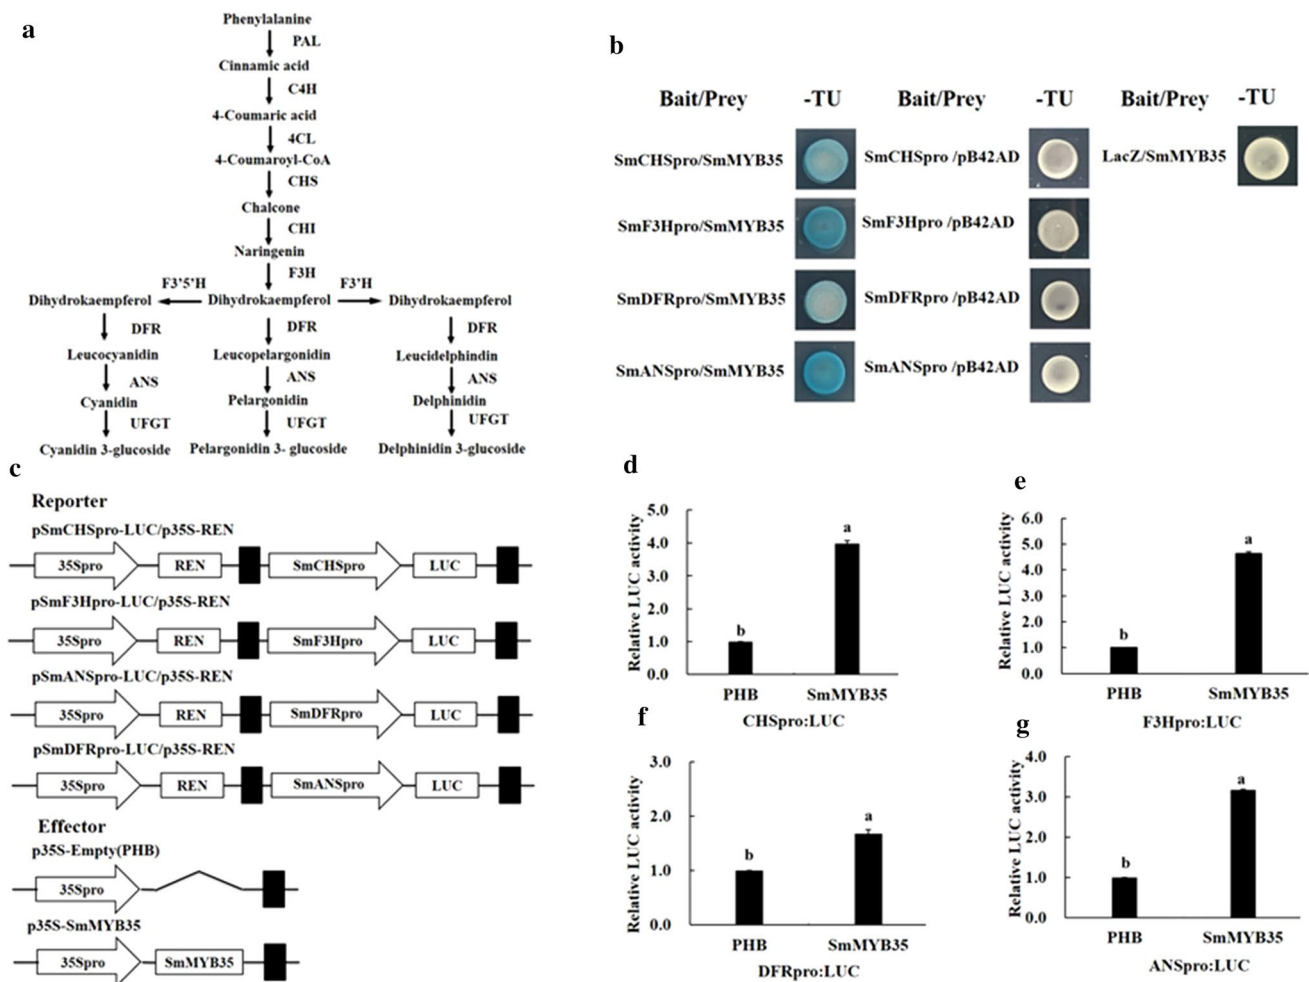 a
Phenylalanine
PAL
Cinnamic acid
C4H
4-Coumaric acid
4CL
4-Coumaroyl-CoA
CHS
Chalcone
CHI
Naringenin
F3H
F3'5'H F3'H
Dihydrokaempferol Dihydrokaempferol Dihydrokaempferol
DFR DFR DFR
Leucocyanidin Leucopelargonidin Leucidelphindin
ANS ANS ANS
Cyanidin Pelargonidin Delphinidin
UFGT UFGT UFGT
Cyanidin 3-glucoside Pelargonidin 3- glucoside Delphinidin 3-glucoside
b
Bait/Prey -TU Bait/Prey -TU Bait/Prey -TU
SmCHSpro/SmMYB35 SmCHSpro /pB42AD LacZ/SmMYB35
SmF3Hpro/SmMYB35 SmF3Hpro /pB42AD
SmDFRpro/SmMYB35 SmDFRpro /pB42AD
SmANSpro/SmMYB35 SmANSpro /pB42AD
c
Reporter
pSmCHSpro-LUC/p35S-REN
35Spro REN SmCHSpro LUC
pSmF3Hpro-LUC/p35S-REN
35Spro REN SmF3Hpro LUC
pSmANSpro-LUC/p35S-REN
35Spro REN SmDFRpro LUC
pSmDFRpro-LUC/p35S-REN
35Spro REN SmANSpro LUC
Effector
p35S-Empty(PHB)
35Spro
p35S-SmMYB35
35Spro SmMYB35
d
Relative LUC activity
5.0
4.0
3.0
2.0
1.0
0.0
b
a
PHB SmMYB35
CHSpro:LUC
e
Relative LUC activity
6.0
5.0
4.0
3.0
2.0
1.0
0.0
b
a
PHB SmMYB35
F3Hpro:LUC
f
Relative LUC activity
3.0
2.0
1.0
0.0
b
a
PHB SmMYB35
DFRpro:LUC
g
Relative LUC activity
4.0
3.0
2.0
1.0
0.0
b
a
PHB SmMYB35
ANSpro:LUC